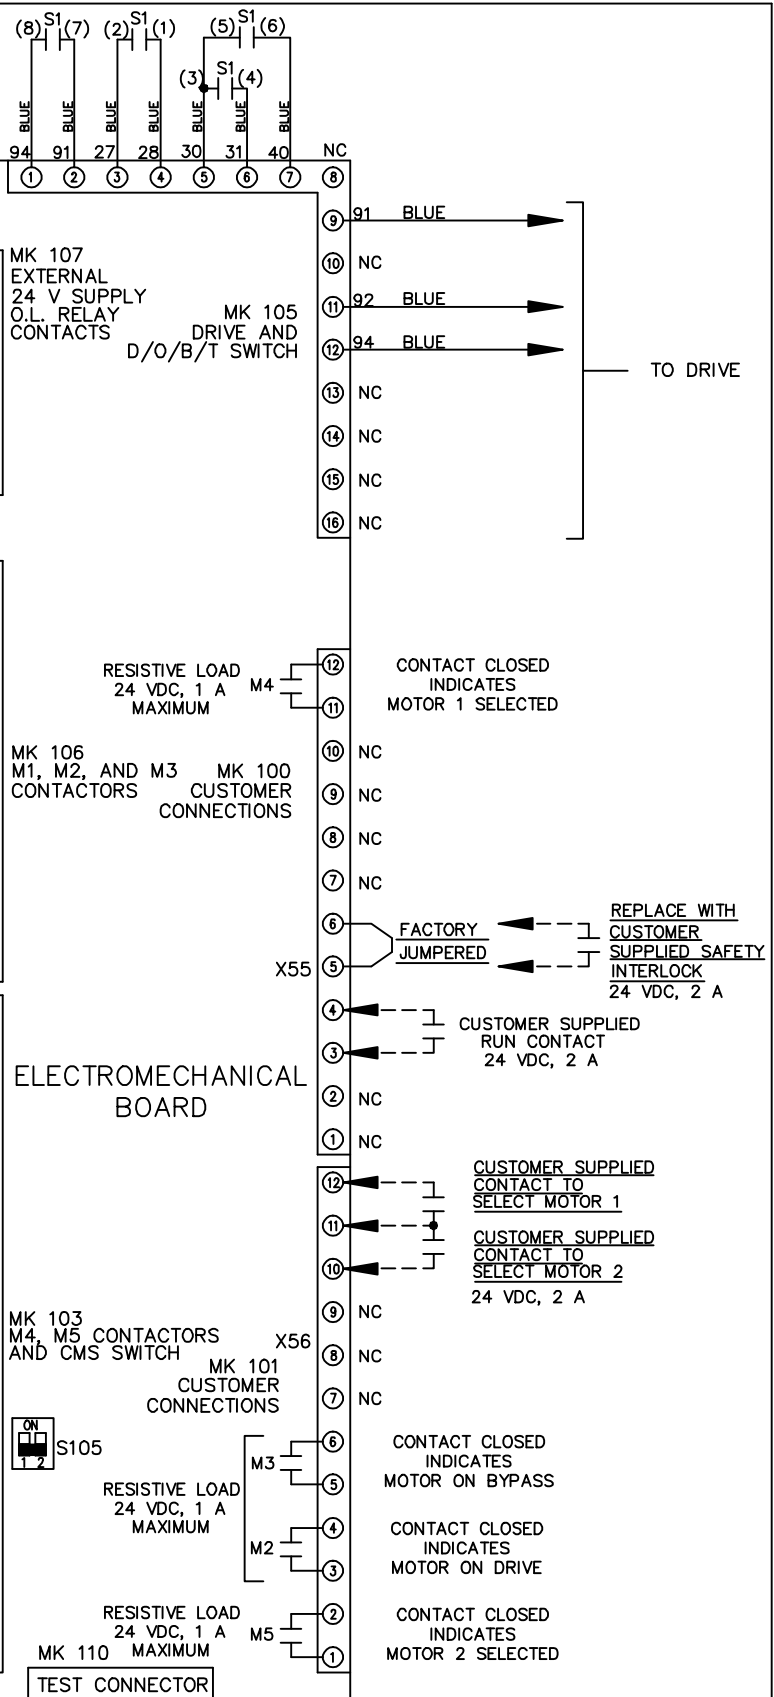 S1 S1 S1
(8) (7) (2) (1) (5) (6)
S1
(3) (4)
BLUE BLUE BLUE BLUE BLUE BLUE BLUE
94 91 27 28 30 31 40 NC
1 2 3 4 5 6 7 8
9 91 BLUE
MK 107
EXTERNAL
24 V SUPPLY
O.L. RELAY
CONTACTS
10 NC
MK 105
DRIVE AND
D/O/B/T SWITCH
11 92 BLUE
12 94 BLUE
TO DRIVE
13 NC
14 NC
15 NC
16 NC
RESISTIVE LOAD
24 VDC, 1 A
MAXIMUM
M4
12
11
CONTACT CLOSED
INDICATES
MOTOR 1 SELECTED
MK 106
M1, M2, AND M3
CONTACTORS
MK 100
CUSTOMER
CONNECTIONS
10 NC
9 NC
8 NC
7 NC
6
X55 5
FACTORY
JUMPERED
REPLACE WITH
CUSTOMER
SUPPLIED SAFETY
INTERLOCK
24 VDC, 2 A
4
3
CUSTOMER SUPPLIED
RUN CONTACT
24 VDC, 2 A
ELECTROMECHANICAL
BOARD
2 NC
1 NC
12
11
10
CUSTOMER SUPPLIED
CONTACT TO
SELECT MOTOR 1
CUSTOMER SUPPLIED
CONTACT TO
SELECT MOTOR 2
24 VDC, 2 A
MK 103
M4, M5 CONTACTORS
AND CMS SWITCH
9 NC
X56
8 NC
MK 101
CUSTOMER
CONNECTIONS
7 NC
ON
1 2
S105
M3
6
5
CONTACT CLOSED
INDICATES
MOTOR ON BYPASS
RESISTIVE LOAD
24 VDC, 1 A
MAXIMUM
M2
4
3
CONTACT CLOSED
INDICATES
MOTOR ON DRIVE
RESISTIVE LOAD
24 VDC, 1 A
MAXIMUM
M5
2
1
CONTACT CLOSED
INDICATES
MOTOR 2 SELECTED
MK 110
TEST CONNECTOR